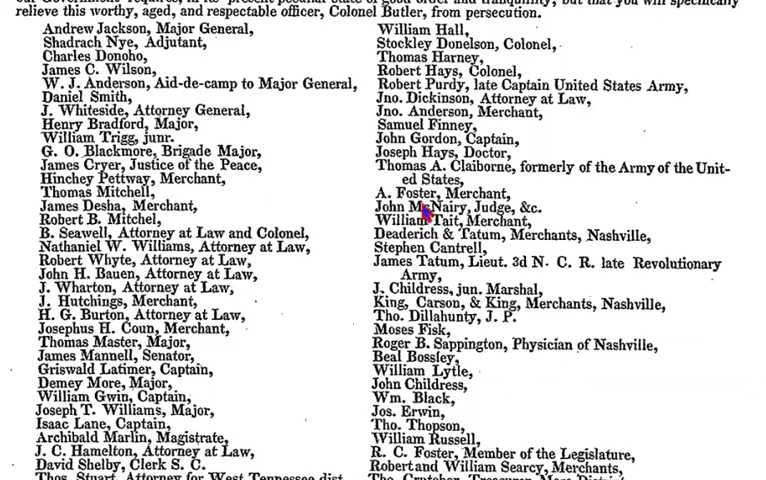 relieve this worthy, aged, and respectable officer, Colonel Butler, from persecution.
Andrew Jackson, Major General,
Shadrach Nye, Adjutant,
Charles Donoho,
James C. Wilson,
W. J. Anderson, Aid-de-camp to Major General,
Daniel Smith,
J. Whiteside, Attorney General,
Henry Bradford, Major,
William Trigg, junr.
G. O. Blackmore, Brigade Major,
James Cryer, Justice of the Peace,
Hinchey Pettway, Merchant,
Thomas Mitchell,
James Desha, Merchant,
Robert B. Mitchel,
B. Seawell, Attorney at Law and Colonel,
Nathaniel W. Williams, Attorney at Law,
Robert Whyte, Attorney at Law,
John H. Bauen, Attorney at Law,
J. Wharton, Attorney at Law,
J. Hutchings, Merchant,
H. G. Burton, Attorney at Law,
Josephus H. Coun, Merchant,
Thomas Master, Major,
James Mannell, Senator,
Griswald Latimer, Captain,
Demey More, Major,
William Gwin, Captain,
Joseph T. Williams, Major,
Isaac Lane, Captain,
Archibald Marlin, Magistrate,
J. C. Hamelton, Attorney at Law,
David Shelby, Clerk S. C.
Thos. Stuart, Attorney for West Tennessee dist.
William Hall,
Stockley Donelson, Colonel,
Thomas Harney,
Robert Hays, Colonel,
Robert Purdy, late Captain United States Army,
Jno. Dickinson, Attorney at Law,
Jno. Anderson, Merchant,
Samuel Finney,
John Gordon, Captain,
Joseph Hays, Doctor,
Thomas A. Claiborne, formerly of the Army of the Unit-
ed States,
A. Foster, Merchant,
John McNairy, Judge, &c.
William Tait, Merchant,
Deaderich & Tatum, Merchants, Nashville,
Stephen Cantrell,
James Tatum, Lieut. 3d N. C. R. late Revolutionary
Army,
J. Childress, jun. Marshal,
King, Carson, & King, Merchants, Nashville,
Tho. Dillahunty, J. P.
Moses Fisk,
Roger B. Sappington, Physician of Nashville,
Beal Bossley,
William Lytle,
John Childress,
Wm. Black,
Jos. Erwin,
Tho. Thopson,
William Russell,
R. C. Foster, Member of the Legislature,
Robert and William Searcy, Merchants,